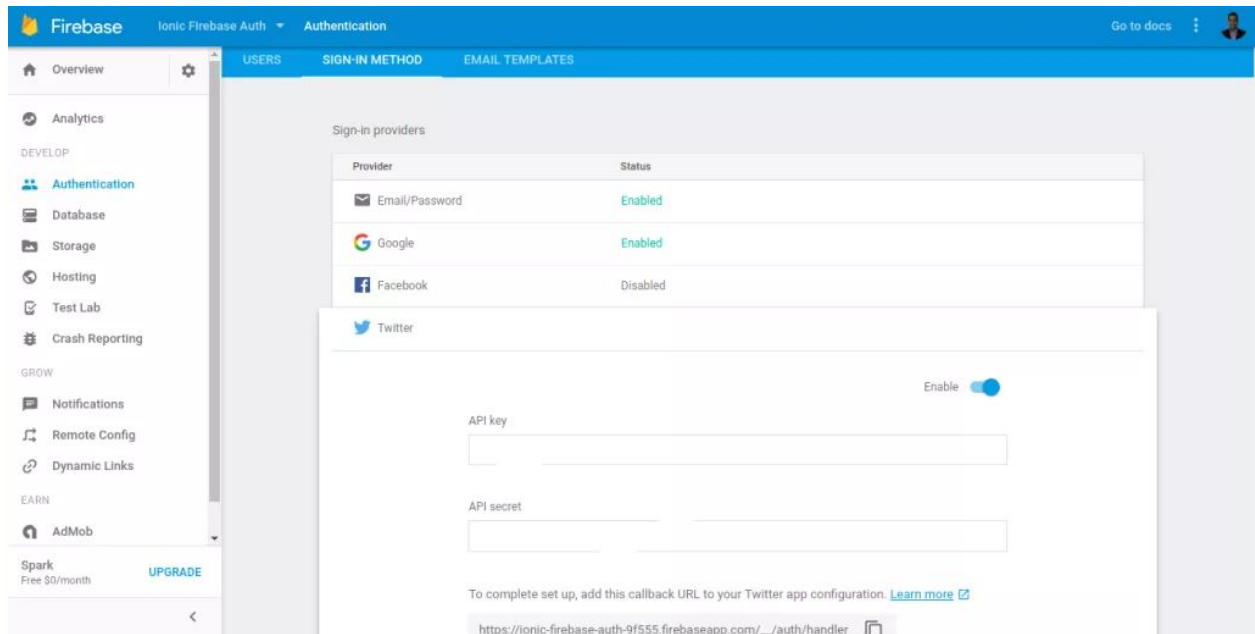 Firebase
Ionic Firebase Auth
Authentication
Go to docs
Overview
Analytics
DEVELOP
Authentication
Database
Storage
Hosting
Test Lab
Crash Reporting
GROW
Notifications
Remote Config
Dynamic Links
EARN
AdMob
Spark
Free $0/month
UPGRADE
USERS
SIGN-IN METHOD
EMAIL TEMPLATES
Sign-in providers
Provider
Status
Email/Password
Enabled
Google
Enabled
Facebook
Disabled
Twitter
Enable
API key
API secret
To complete set up, add this callback URL to your Twitter app configuration. Learn more
https://ionic-firebase-auth-9f555.firebaseapp.com/__/auth/handler